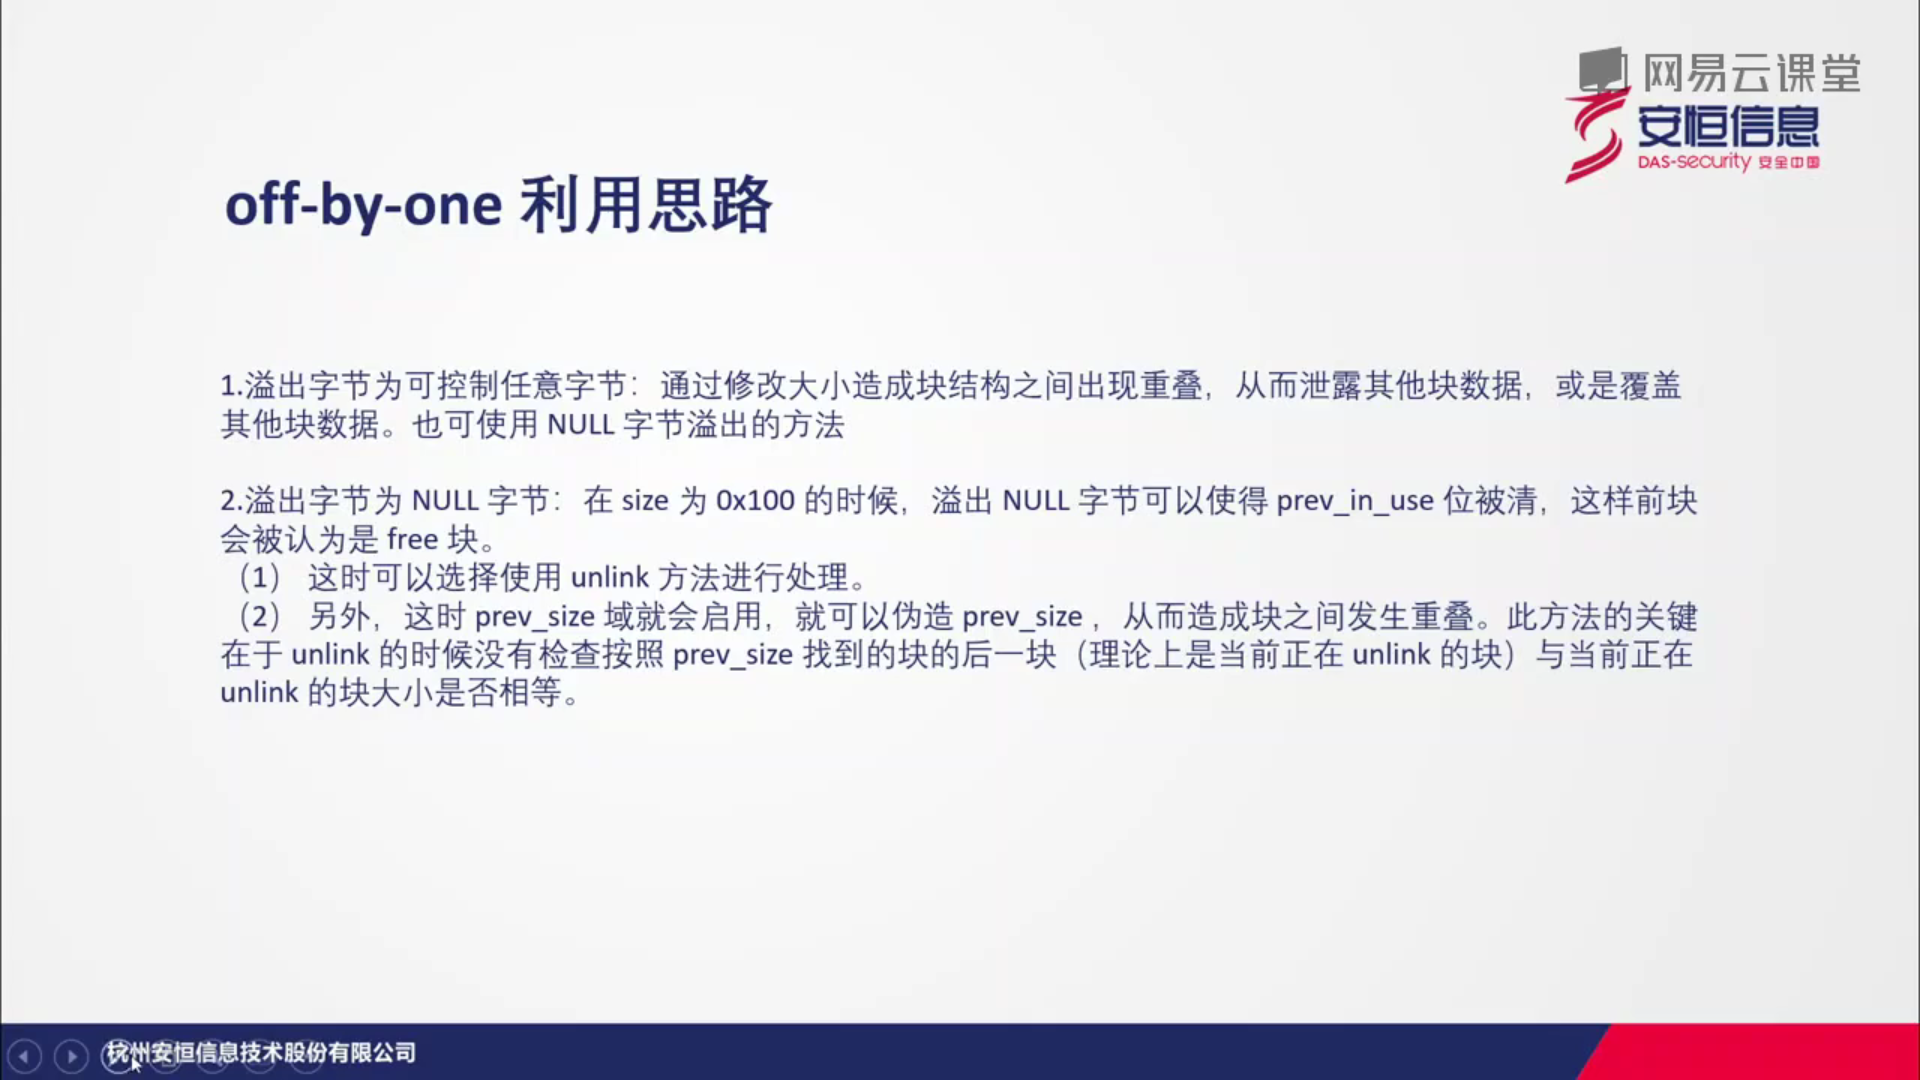 网易云课堂
安恒信息
DAS-security 安全中国
off-by-one 利用思路
1.溢出字节为可控制任意字节：通过修改大小造成块结构之间出现重叠，从而泄露其他块数据，或是覆盖
其他块数据。也可使用 NULL 字节溢出的方法
2.溢出字节为 NULL 字节：在 size 为 0x100 的时候，溢出 NULL 字节可以使得 prev_in_use 位被清，这样前块
会被认为是 free 块。
（1） 这时可以选择使用 unlink 方法进行处理。
（2） 另外，这时 prev_size 域就会启用，就可以伪造 prev_size ，从而造成块之间发生重叠。此方法的关键
在于 unlink 的时候没有检查按照 prev_size 找到的块的后一块（理论上是当前正在 unlink 的块）与当前正在
unlink 的块大小是否相等。
杭州安恒信息技术股份有限公司